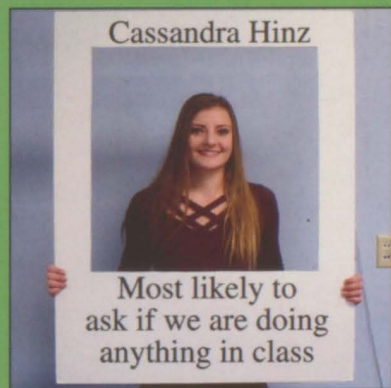 Cassandra Hinz
Most likely to
ask if we are doing
anything in class